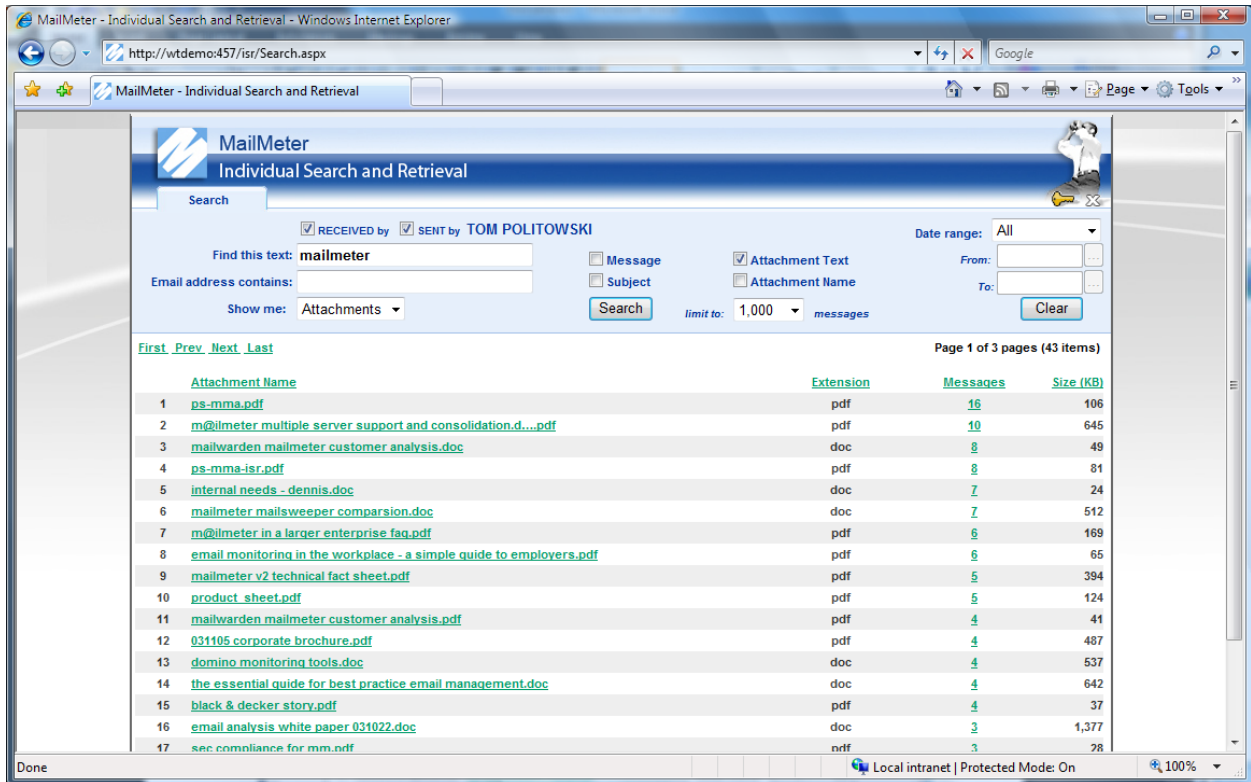 MailMeter - Individual Search and Retrieval - Windows Internet Explorer
http://wtdemo:457/isr/Search.aspx
Google
MailMeter - Individual Search and Retrieval
Page
Tools
MailMeter
Individual Search and Retrieval
Search
RECEIVED by SENT by TOM POLITOWSKI
Date range: All
Find this text: mailmeter
Message
Attachment Text
From:
...
Email address contains:
Subject
Attachment Name
To:
...
Show me: Attachments
Search
limit to: 1,000 messages
Clear
First Prev Next Last
Page 1 of 3 pages (43 items)
Attachment Name Extension Messages Size (KB)
1 ps-mma.pdf pdf 16 106
2 m@ilmeter multiple server support and consolidation.d....pdf pdf 10 645
3 mailwarden mailmeter customer analysis.doc doc 8 49
4 ps-mma-isr.pdf pdf 8 81
5 internal needs - dennis.doc doc 7 24
6 mailmeter mailsweeper comparsion.doc doc 7 512
7 m@ilmeter in a larger enterprise faq.pdf pdf 6 169
8 email monitoring in the workplace - a simple guide to employers.pdf pdf 6 65
9 mailmeter v2 technical fact sheet.pdf pdf 5 394
10 product_sheet.pdf pdf 5 124
11 mailwarden mailmeter customer analysis.pdf pdf 4 41
12 031105 corporate brochure.pdf pdf 4 487
13 domino monitoring tools.doc doc 4 537
14 the essential guide for best practice email management.doc doc 4 642
15 black & decker story.pdf pdf 4 37
16 email analysis white paper 031022.doc doc 3 1,377
17 sec compliance for mm.pdf pdf 3 28
Done
Local intranet | Protected Mode: On
100%